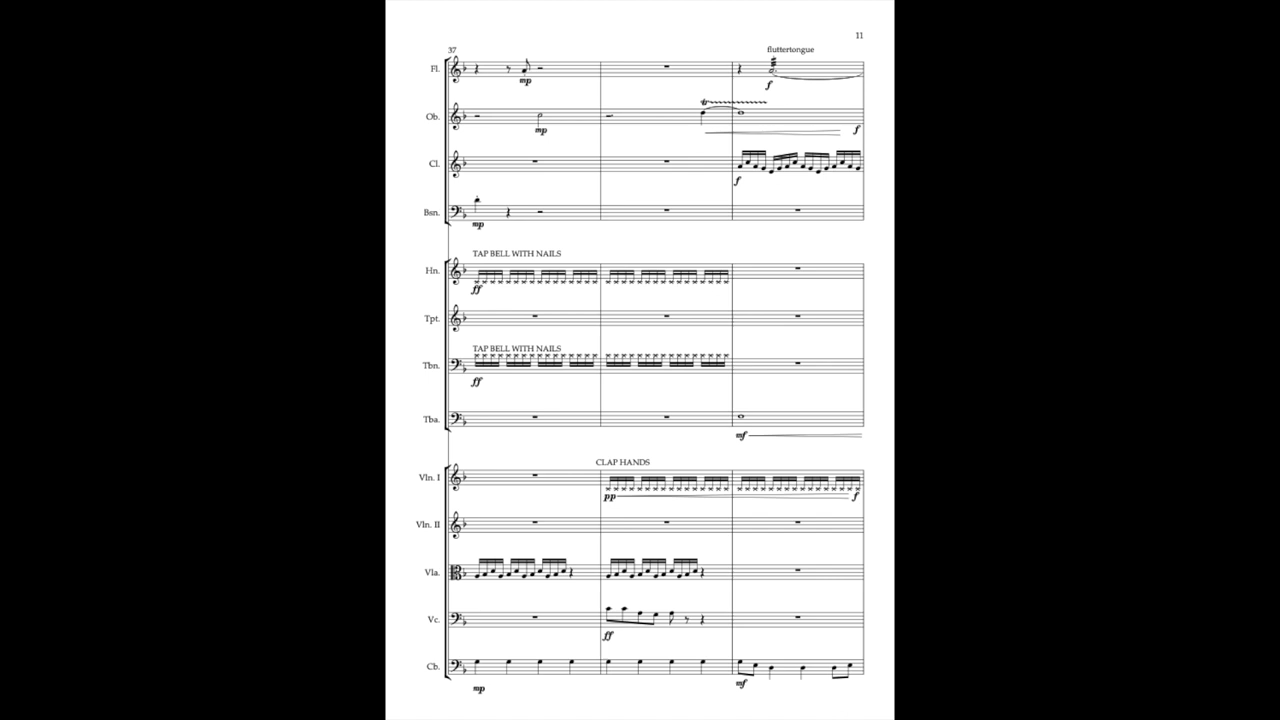 11
37
fluttertongue
Fl.
mp
f
Ob.
mp
tr
f
Cl.
f
Bsn.
mp
TAP BELL WITH NAILS
Hn.
ff
Tpt.
TAP BELL WITH NAILS
Tbn.
ff
Tba.
mf
CLAP HANDS
Vln. I
pp
f
Vln. II
Vla.
Vc.
ff
Cb.
mp
mf